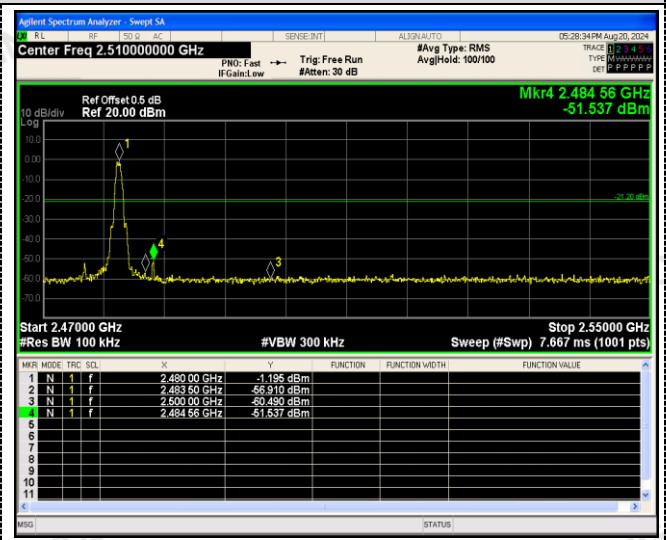 Agilent Spectrum Analyzer - Swept SA
RL RF 50 Ω AC SENSE:INT ALIGNAUTO 05:28:34PM Aug20, 2024
Center Freq 2.510000000 GHz #Avg Type: RMS TRACE 1 2 3 4 5 6
PNO: Fast Trig: Free Run Avg|Hold: 100/100 TYPE M
IFGain:Low #Atten: 30 dB DET P P P P P P
Mkr4 2.484 56 GHz
Ref Offset 0.5 dB
10 dB/div Ref 20.00 dBm -51.537 dBm
Log
10.0
1
0.00
-10.0
-20.0
-21.20 dBm
-30.0
-40.0
4
-50.0
3
-60.0
-70.0
Start 2.47000 GHz Stop 2.55000 GHz
#Res BW 100 kHz #VBW 300 kHz Sweep (#Swp) 7.667 ms (1001 pts)
MKR MODE TRC SCL X Y FUNCTION FUNCTION WIDTH FUNCTION VALUE
1 N 1 f 2.480 00 GHz -1.195 dBm
2 N 1 f 2.483 50 GHz -56.910 dBm
3 N 1 f 2.500 00 GHz -60.490 dBm
4 N 1 f 2.484 56 GHz -51.537 dBm
5
6
7
8
9
10
11
MSG STATUS